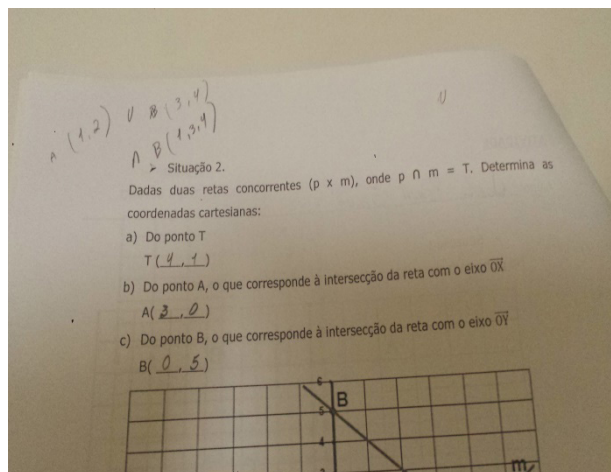 A (1,2) U B (3,4)
∩ B (1,3,4)
➢ Situação 2.
Dadas duas retas concorrentes (p x m), onde p ∩ m = T. Determina as
coordenadas cartesianas:
a) Do ponto T
T ( 4 , 1 )
b) Do ponto A, o que corresponde à intersecção da reta com o eixo OX
A( 3 , 0 )
c) Do ponto B, o que corresponde à intersecção da reta com o eixo OY
B( 0 , 5 )
6
B
5
4
m